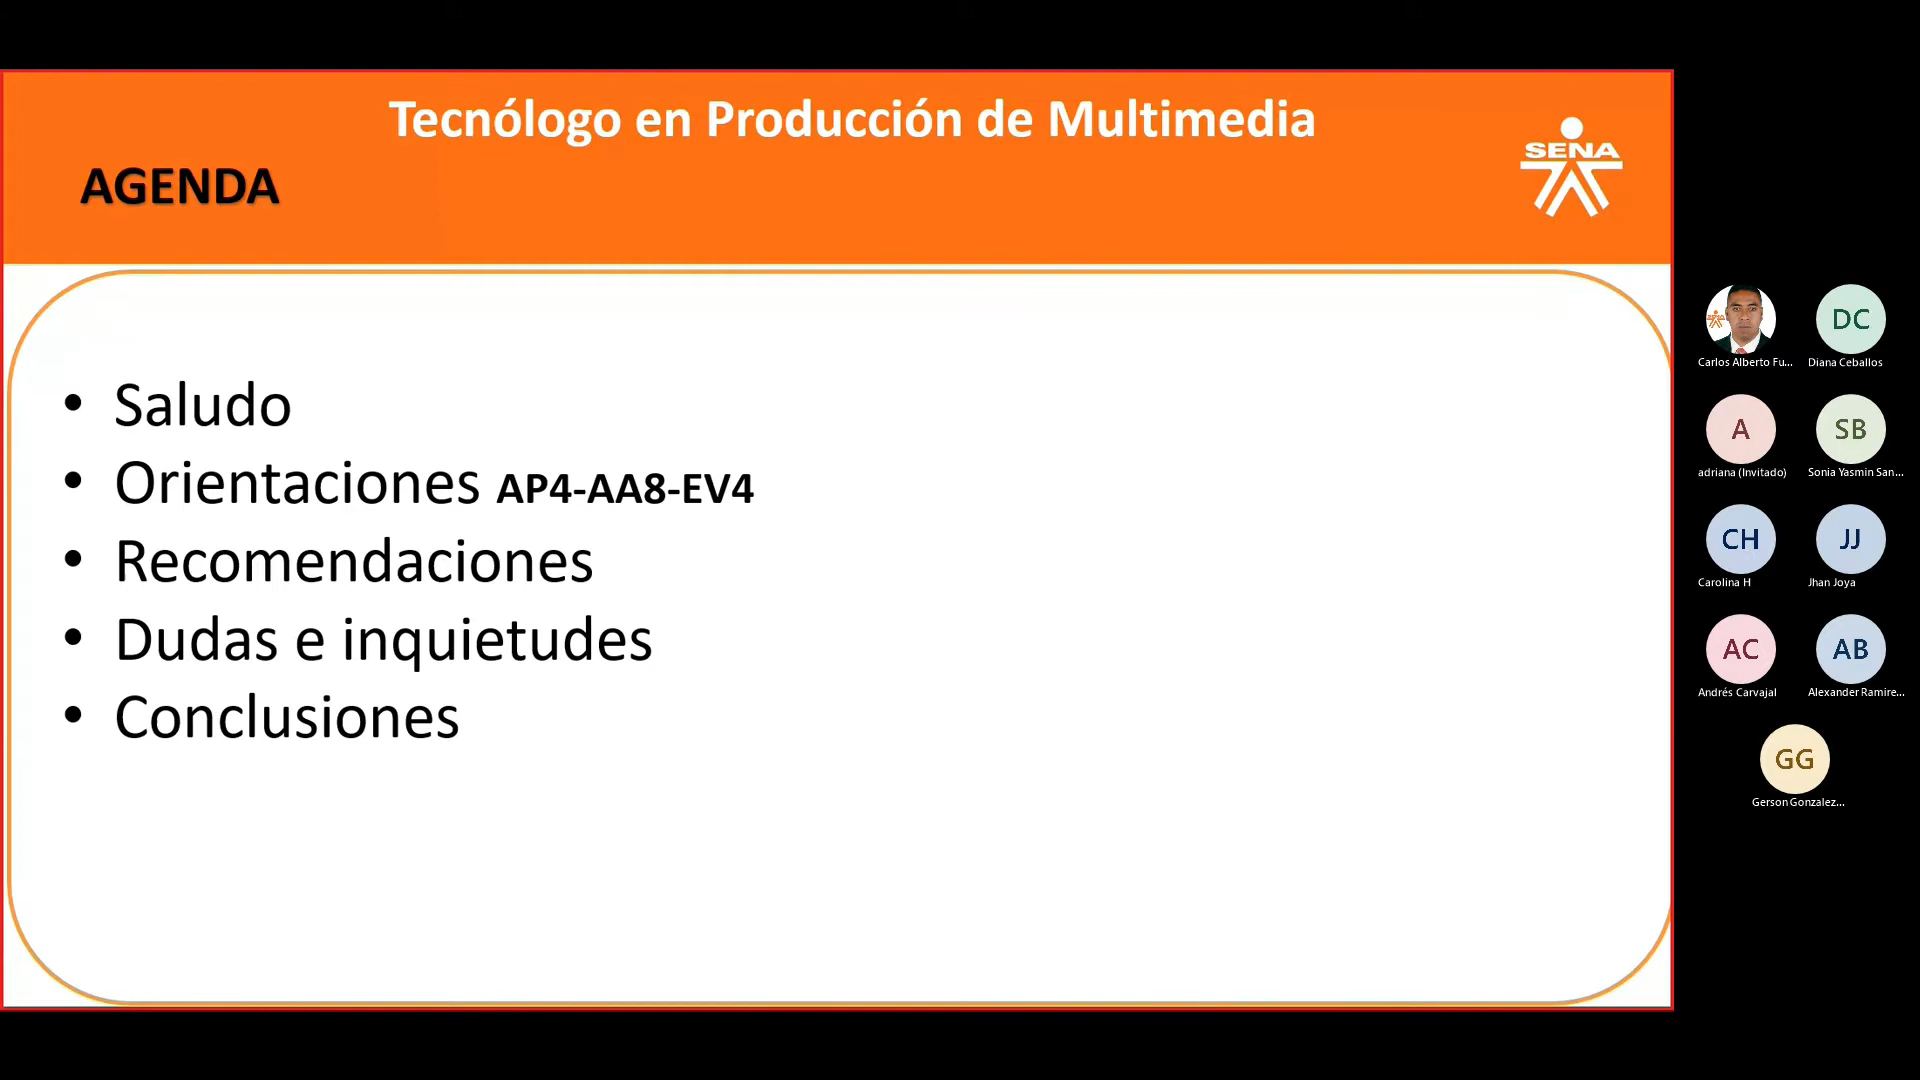 Tecnólogo en Producción de Multimedia
SENA
AGENDA
• Saludo
• Orientaciones AP4-AA8-EV4
• Recomendaciones
• Dudas e inquietudes
• Conclusiones
Carlos Alberto Fu...
DC
Diana Ceballos
A
adriana (Invitado)
SB
Sonia Yasmin San...
CH
Carolina H
JJ
Jhan Joya
AC
Andrés Carvajal
AB
Alexander Ramire...
GG
Gerson Gonzalez...